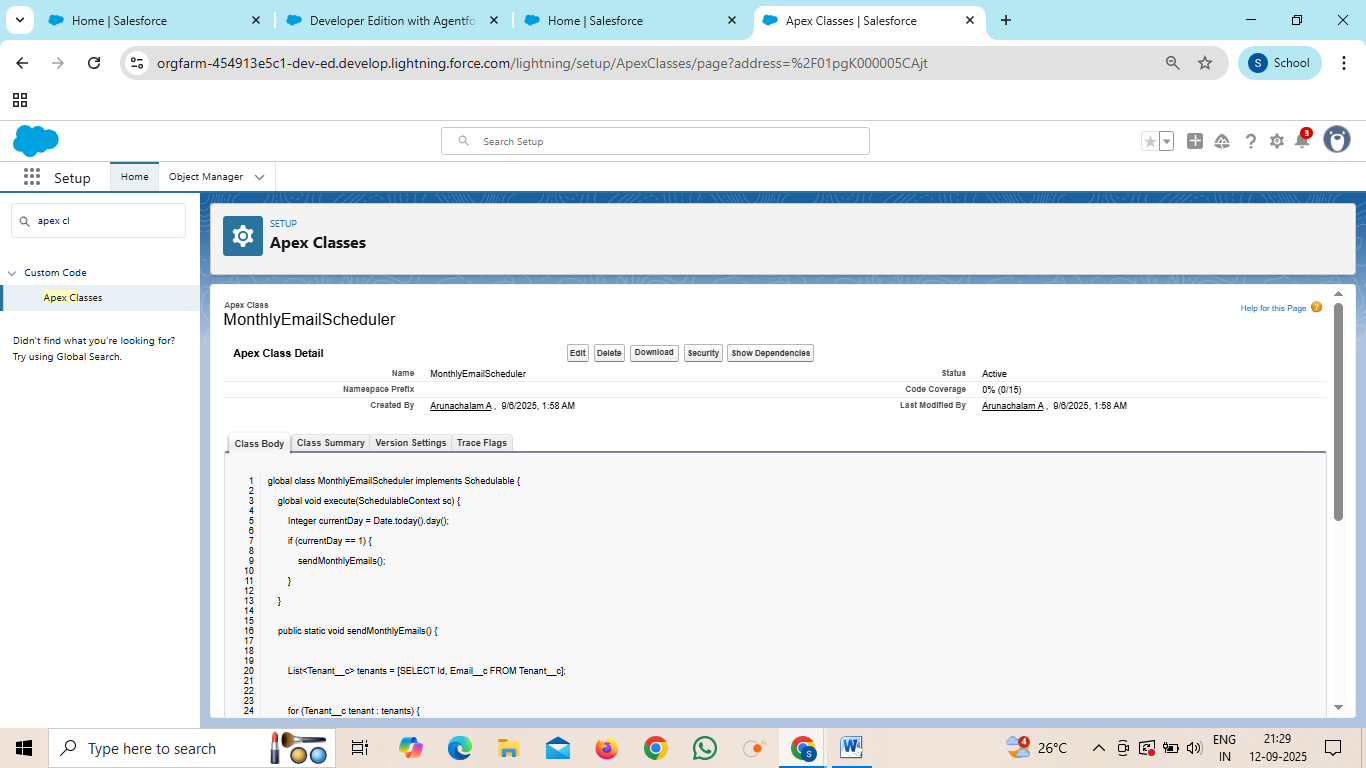 Home | Salesforce
Developer Edition with Agentfo
Home | Salesforce
Apex Classes | Salesforce
orgfarm-454913e5c1-dev-ed.develop.lightning.force.com/lightning/setup/ApexClasses/page?address=%2F01pgK000005CAjt
S School
Search Setup
3
Setup
Home
Object Manager
apex cl
Custom Code
Apex Classes
Didn't find what you're looking for?
Try using Global Search.
SETUP
Apex Classes
Apex Class
MonthlyEmailScheduler
Help for this Page ?
Apex Class Detail
Edit Delete Download Security Show Dependencies
Name MonthlyEmailScheduler Status Active
Namespace Prefix Code Coverage 0% (0/15)
Created By Arunachalam A , 9/6/2025, 1:58 AM Last Modified By Arunachalam A , 9/6/2025, 1:58 AM
Class Body Class Summary Version Settings Trace Flags
1 global class MonthlyEmailScheduler implements Schedulable {
2
3 global void execute(SchedulableContext sc) {
4
5 Integer currentDay = Date.today().day();
6
7 if (currentDay == 1) {
8
9 sendMonthlyEmails();
10
11 }
12
13 }
14
15
16 public static void sendMonthlyEmails() {
17
18
19
20 List<Tenant__c> tenants = [SELECT Id, Email__c FROM Tenant__c];
21
22
23
24 for (Tenant__c tenant : tenants) {
Type here to search
S
4
26°C
ENG
IN
21:29
12-09-2025